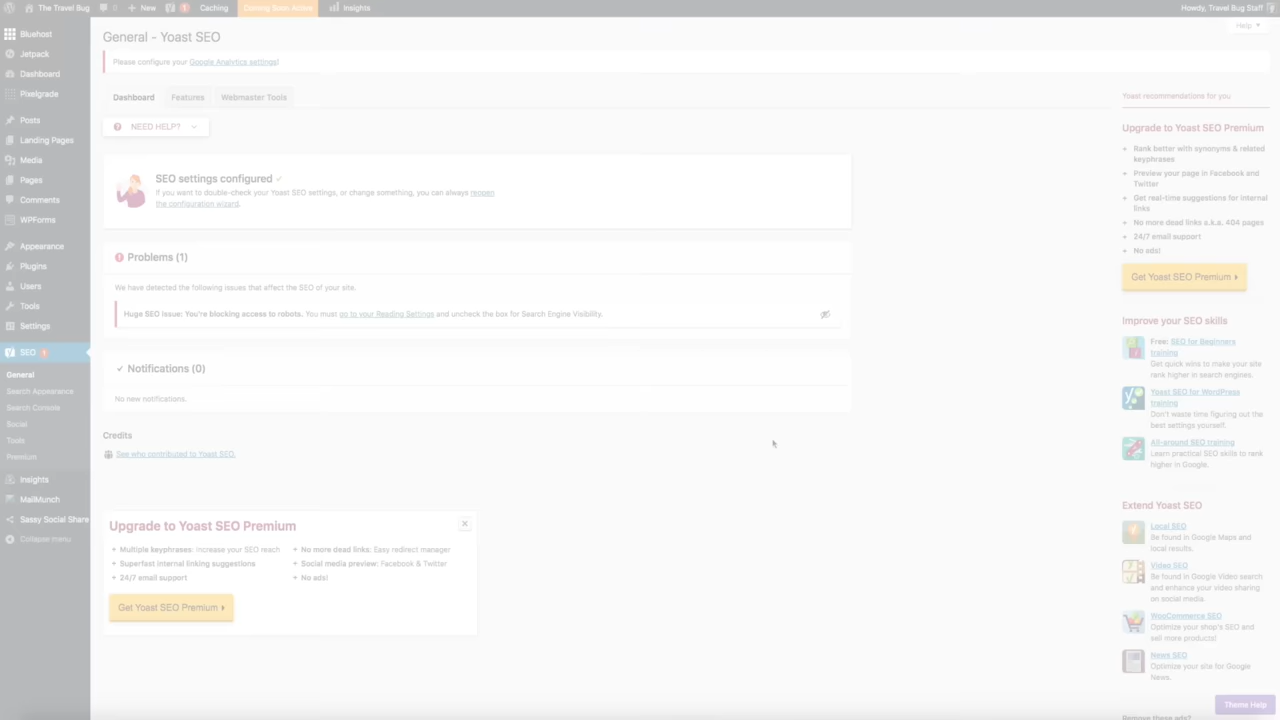 The Travel Bug
0
New
1
Caching
Coming Soon Active
Insights
Howdy, Travel Bug Staff
Help
Bluehost
Jetpack
Dashboard
Pixelgrade
Posts
Landing Pages
Media
Pages
Comments
WPForms
Appearance
Plugins
Users
Tools
Settings
SEO 1
General
Search Appearance
Search Console
Social
Tools
Premium
Insights
MailMunch
Sassy Social Share
Collapse menu
General - Yoast SEO
Please configure your Google Analytics settings!
Dashboard
Features
Webmaster Tools
NEED HELP?
SEO settings configured
If you want to double-check your Yoast SEO settings, or change something, you can always reopen
the configuration wizard.
Problems (1)
We have detected the following issues that affect the SEO of your site.
Huge SEO Issue: You're blocking access to robots. You must go to your Reading Settings and uncheck the box for Search Engine Visibility.
Notifications (0)
No new notifications.
Credits
See who contributed to Yoast SEO.
Upgrade to Yoast SEO Premium
+ Multiple keyphrases: Increase your SEO reach
+ No more dead links: Easy redirect manager
+ Superfast internal linking suggestions
+ Social media preview: Facebook & Twitter
+ 24/7 email support
+ No ads!
Get Yoast SEO Premium
Yoast recommendations for you
Upgrade to Yoast SEO Premium
+ Rank better with synonyms & related
keyphrases
+ Preview your page in Facebook and
Twitter
+ Get real-time suggestions for internal
links
+ No more dead links a.k.a. 404 pages
+ 24/7 email support
+ No ads!
Get Yoast SEO Premium
Improve your SEO skills
Free: SEO for Beginners
training
Get quick wins to make your site
rank higher in search engines.
Yoast SEO for WordPress
training
Don't waste time figuring out the
best settings yourself.
All-around SEO training
Learn practical SEO skills to rank
higher in Google.
Extend Yoast SEO
Local SEO
Be found in Google Maps and
local results.
Video SEO
Be found in Google Video search
and enhance your video sharing
on social media.
WooCommerce SEO
Optimize your shop's SEO and
sell more products!
News SEO
Optimize your site for Google
News.
Theme Help
Remove these ads?